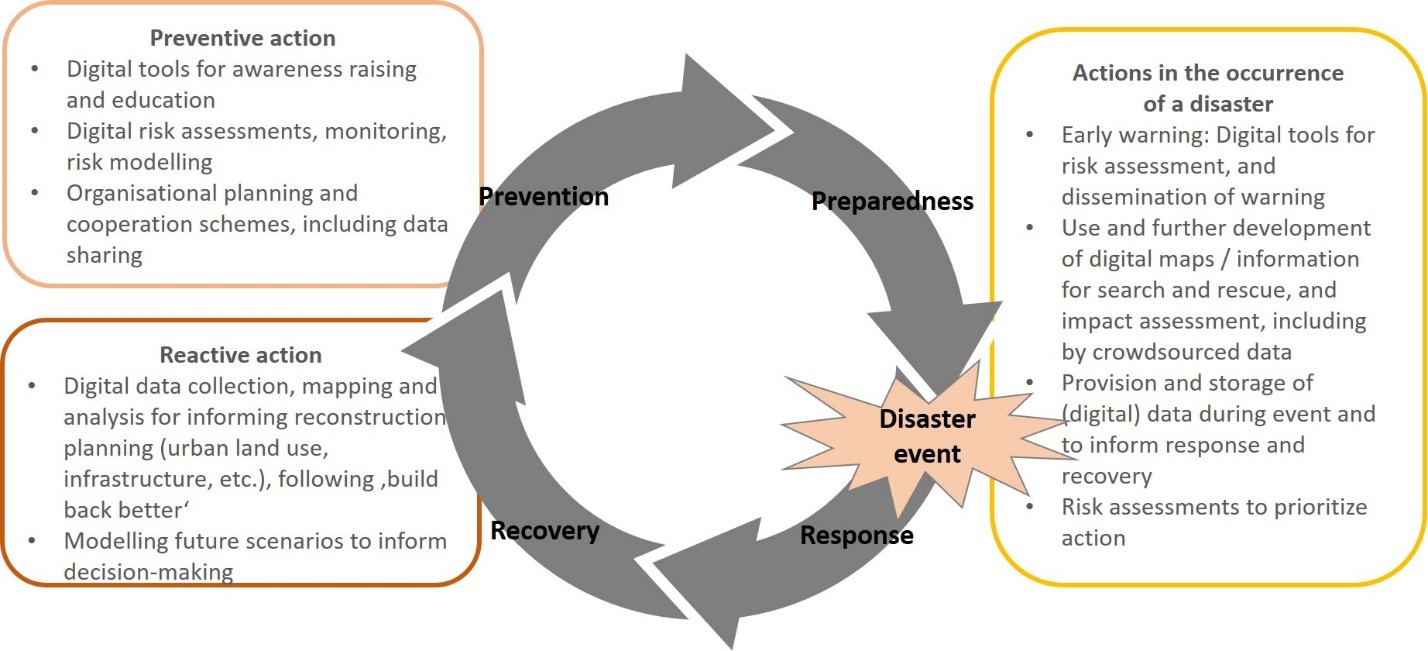 Preventive action
• Digital tools for awareness raising
and education
• Digital risk assessments, monitoring,
risk modelling
• Organisational planning and
cooperation schemes, including data
sharing
Reactive action
• Digital data collection, mapping and
analysis for informing reconstruction
planning (urban land use,
infrastructure, etc.), following ‚build
back better‘
• Modelling future scenarios to inform
decision-making
Prevention
Preparedness
Disaster
event
Response
Recovery
Actions in the occurrence
of a disaster
• Early warning: Digital tools for
risk assessment, and
dissemination of warning
• Use and further development
of digital maps / information
for search and rescue, and
impact assessment, including
by crowdsourced data
• Provision and storage of
(digital) data during event and
to inform response and
recovery
• Risk assessments to prioritize
action